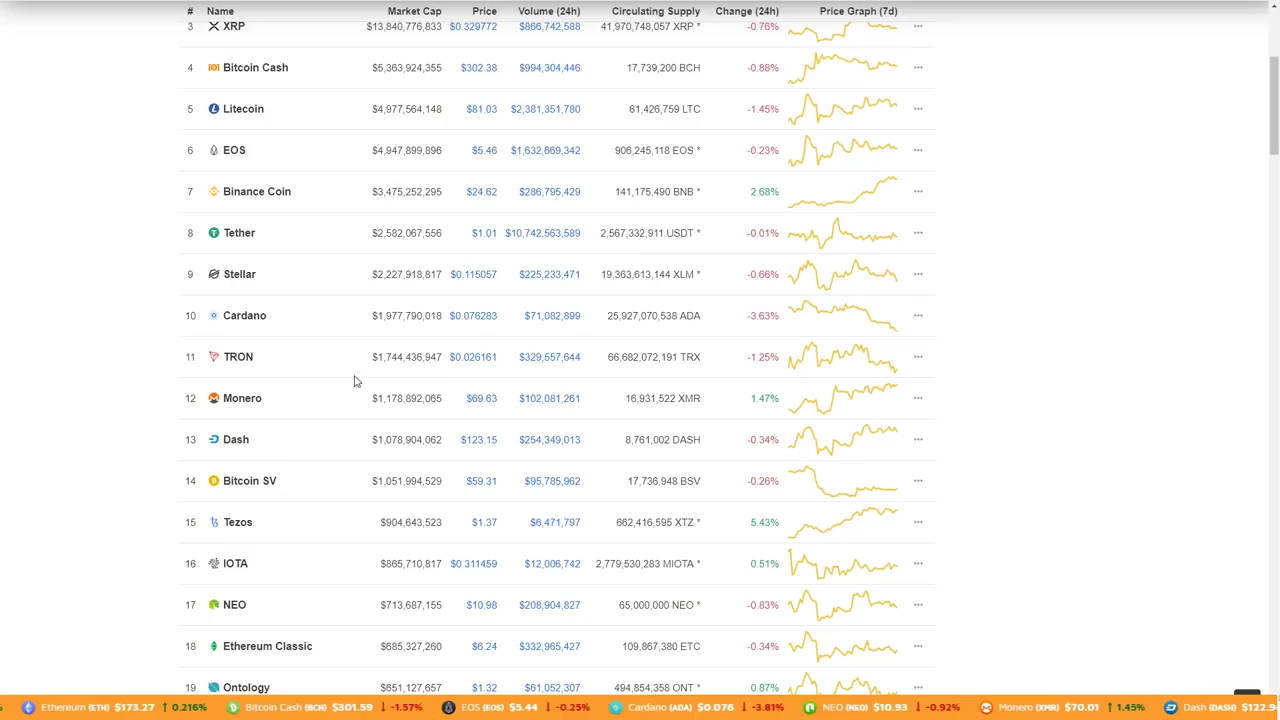 # Name Market Cap Price Volume (24h) Circulating Supply Change (24h) Price Graph (7d)
3 XRP $13,840,776,833 $0.329772 $866,742,588 41,970,748,057 XRP * -0.76%
4 Bitcoin Cash $5,363,924,355 $302.38 $994,304,446 17,739,200 BCH -0.88%
5 Litecoin $4,977,564,148 $81.03 $2,381,351,780 61,426,759 LTC -1.45%
6 EOS $4,947,899,896 $5.46 $1,632,669,342 906,245,118 EOS * -0.23%
7 Binance Coin $3,475,252,295 $24.62 $286,795,429 141,175,490 BNB * 2.68%
8 Tether $2,582,067,556 $1.01 $10,742,563,589 2,567,332,911 USDT * -0.01%
9 Stellar $2,227,918,817 $0.115057 $225,233,471 19,363,613,144 XLM * -0.66%
10 Cardano $1,977,790,018 $0.076283 $71,082,899 25,927,070,538 ADA -3.63%
11 TRON $1,744,436,947 $0.026161 $329,557,644 66,682,072,191 TRX -1.25%
12 Monero $1,178,892,065 $69.63 $102,081,261 16,931,522 XMR 1.47%
13 Dash $1,078,904,062 $123.15 $254,349,013 8,761,002 DASH -0.34%
14 Bitcoin SV $1,051,994,529 $59.31 $95,785,962 17,736,948 BSV -0.26%
15 Tezos $904,643,523 $1.37 $6,471,797 662,416,595 XTZ * 5.43%
16 IOTA $865,710,817 $0.311459 $12,006,742 2,779,530,283 MIOTA * 0.51%
17 NEO $713,687,155 $10.98 $208,904,827 65,000,000 NEO * -0.83%
18 Ethereum Classic $685,327,260 $6.24 $332,965,427 109,867,380 ETC -0.34%
19 Ontology $651,127,657 $1.32 $61,052,307 494,854,358 ONT * 0.87%
% Ethereum (ETH) $173.27 ↑ 0.216% Bitcoin Cash (BCH) $301.59 ↓ -1.57% EOS (EOS) $5.44 ↓ -0.25% Cardano (ADA) $0.076 ↓ -3.81% NEO (NEO) $10.93 ↓ -0.92% Monero (XMR) $70.01 ↑ 1.45% Dash (DASH) $122.9